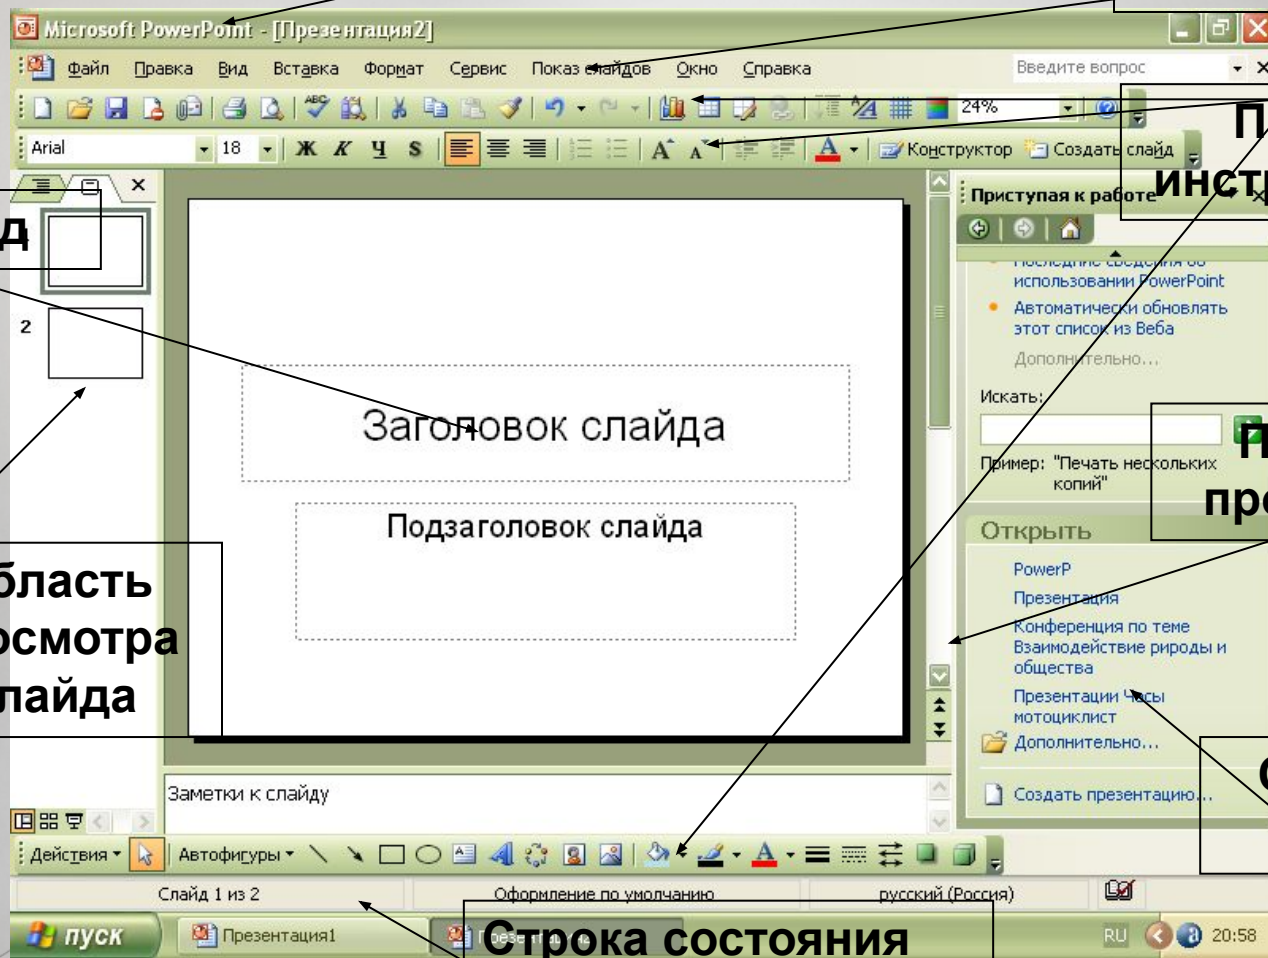 Microsoft PowerPoint - [Презентация2]
Файл Правка Вид Вставка Формат Сервис Показ слайдов Окно Справка Введите вопрос
24%
Arial 18 Ж К Ч S Конструктор Создать слайд
Приступая к работе
использовании PowerPoint
Автоматически обновлять
этот список из Веба
Дополнительно...
Искать:
Пример: "Печать нескольких
копий"
Открыть
PowerP
Презентация
Конференция по теме
Взаимодействие рироды и
общества
Презентации Часы
мотоциклист
Дополнительно...
Создать презентацию...
2
Заголовок слайда
Подзаголовок слайда
Заметки к слайду
Действия Автофигуры
Слайд 1 из 2 Оформление по умолчанию русский (Россия)
Строка состояния
пуск Презентация1 RU 20:58